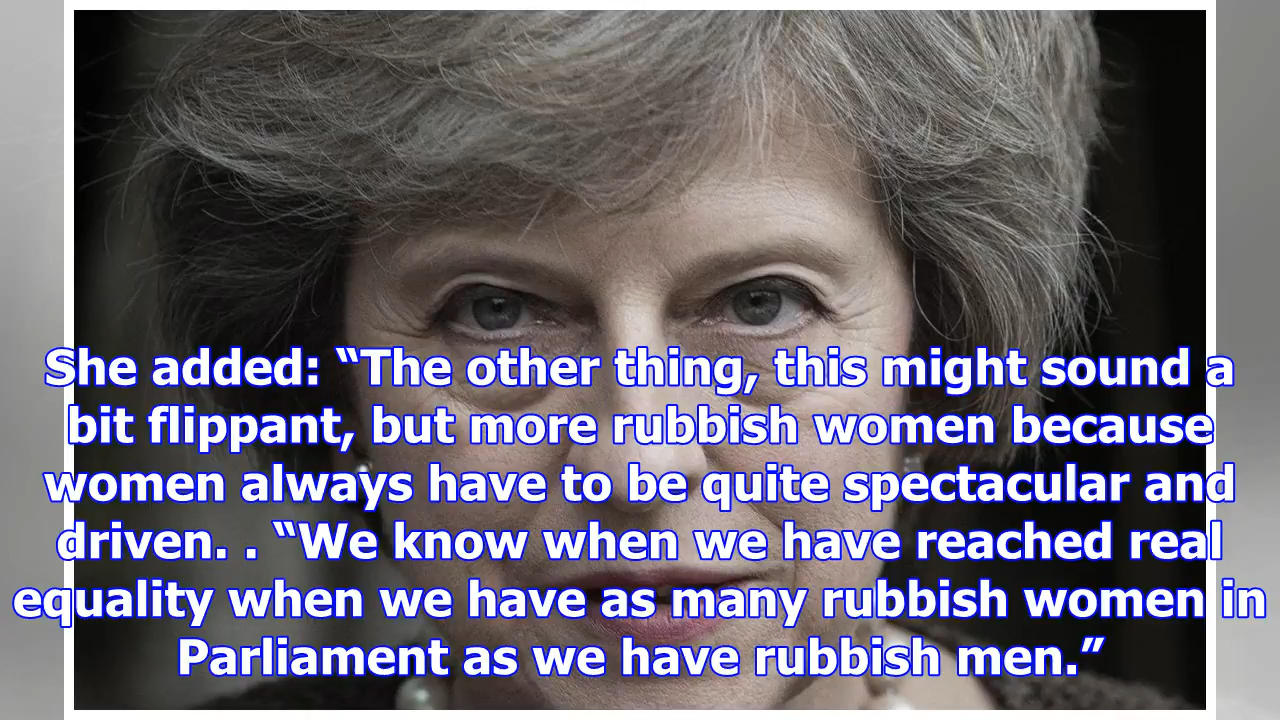 She added: “The other thing, this might sound a
bit flippant, but more rubbish women because
women always have to be quite spectacular and
driven. . “We know when we have reached real
equality when we have as many rubbish women in
Parliament as we have rubbish men.”